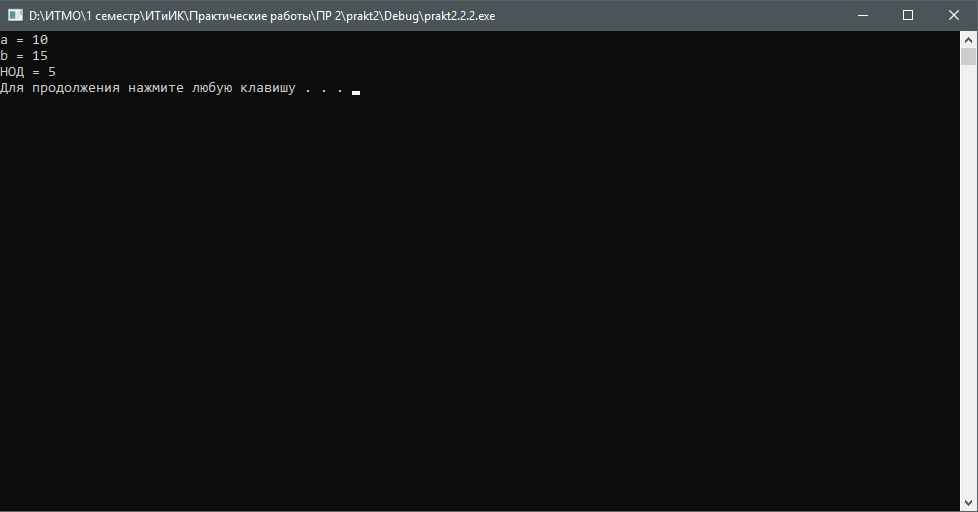 D:\ИТМО\1 семестр\ИТиИК\Практические работы\ПР 2\prakt2\Debug\prakt2.2.2.exe
a = 10
b = 15
НОД = 5
Для продолжения нажмите любую клавишу . . .